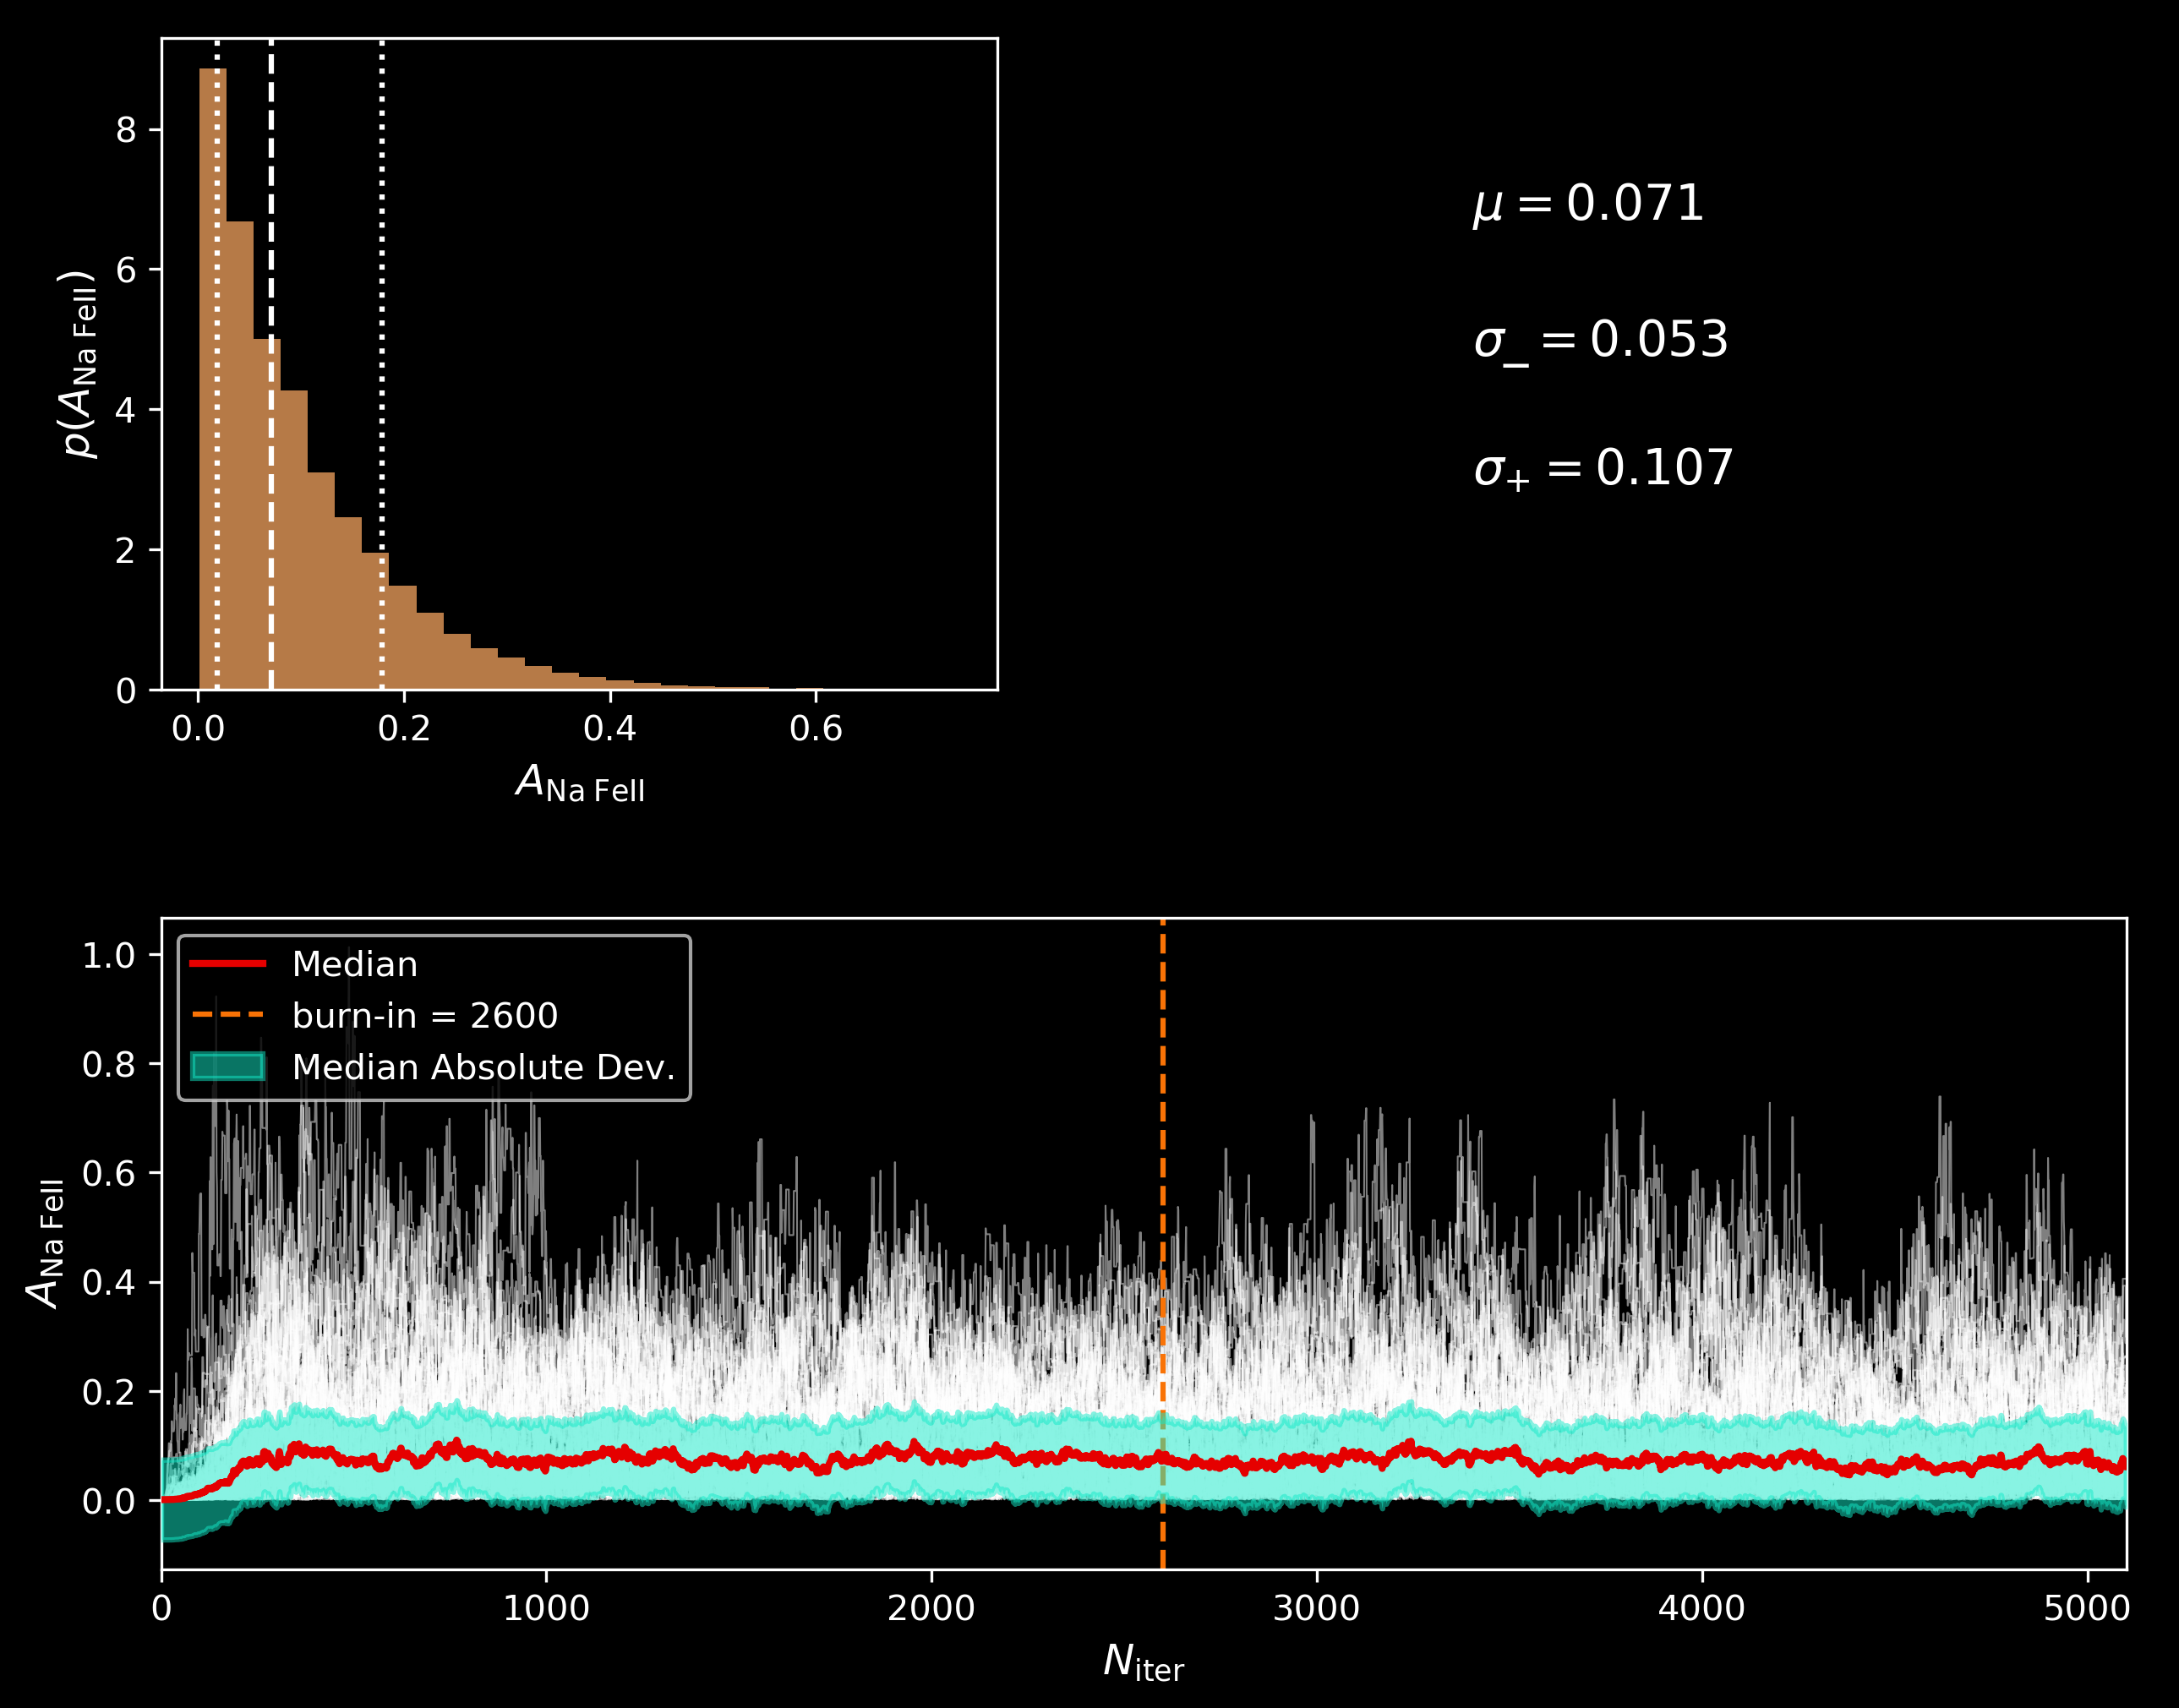 8
6
4
2
0
p(A_Na FeII)
0.0 0.2 0.4 0.6
A_Na FeII
μ = 0.071
σ_− = 0.053
σ_+ = 0.107
1.0
0.8
0.6
0.4
0.2
0.0
A_Na FeII
Median
burn-in = 2600
Median Absolute Dev.
0 1000 2000 3000 4000 5000
N_iter